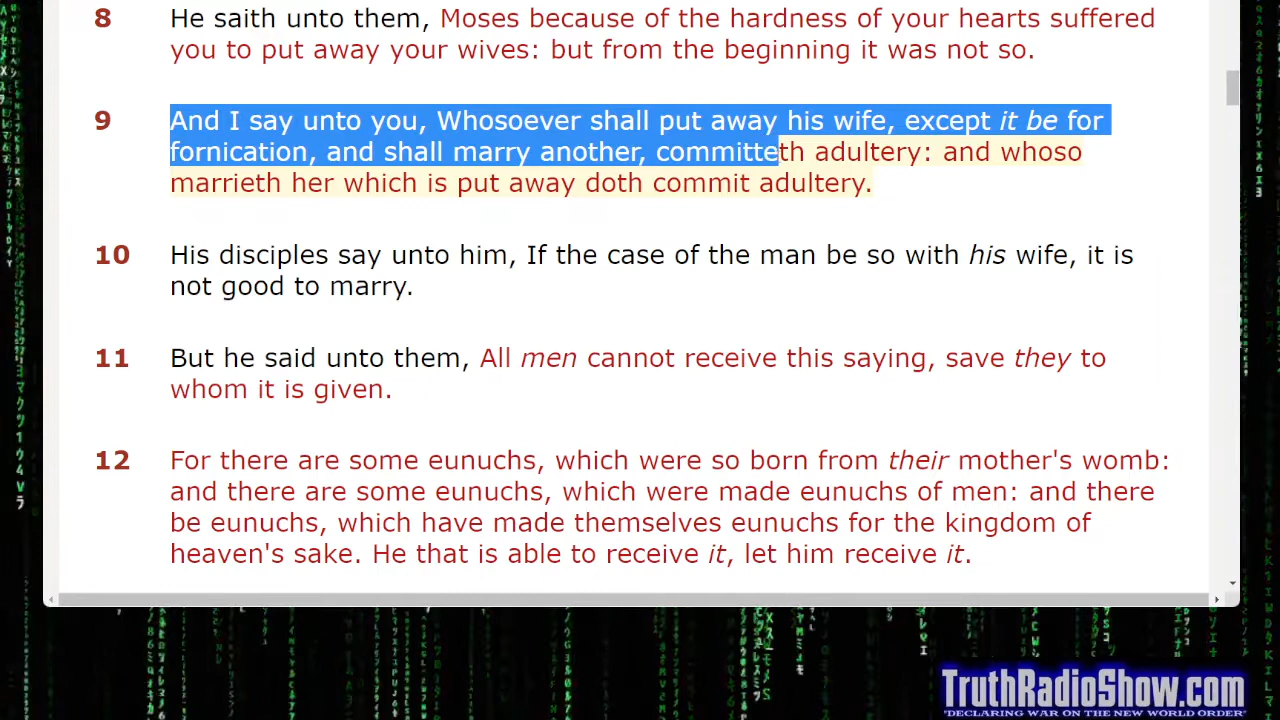 8 He saith unto them, Moses because of the hardness of your hearts suffered
you to put away your wives: but from the beginning it was not so.
9 And I say unto you, Whosoever shall put away his wife, except it be for
fornication, and shall marry another, committeth adultery: and whoso
marrieth her which is put away doth commit adultery.
10 His disciples say unto him, If the case of the man be so with his wife, it is
not good to marry.
11 But he said unto them, All men cannot receive this saying, save they to
whom it is given.
12 For there are some eunuchs, which were so born from their mother's womb:
and there are some eunuchs, which were made eunuchs of men: and there
be eunuchs, which have made themselves eunuchs for the kingdom of
heaven's sake. He that is able to receive it, let him receive it.
TruthRadioShow.com
"DECLARING WAR ON THE NEW WORLD ORDER"